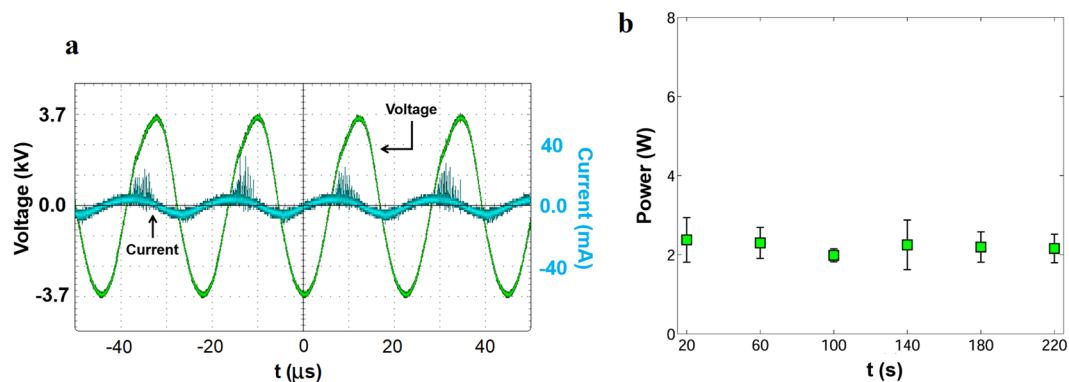 a
Voltage (kV)
3.7
0.0
-3.7
Voltage
Current
40
0.0
-40
Current (mA)
-40 -20 0 20 40
t (μs)
b
Power (W)
8
6
4
2
0
20 60 100 140 180 220
t (s)